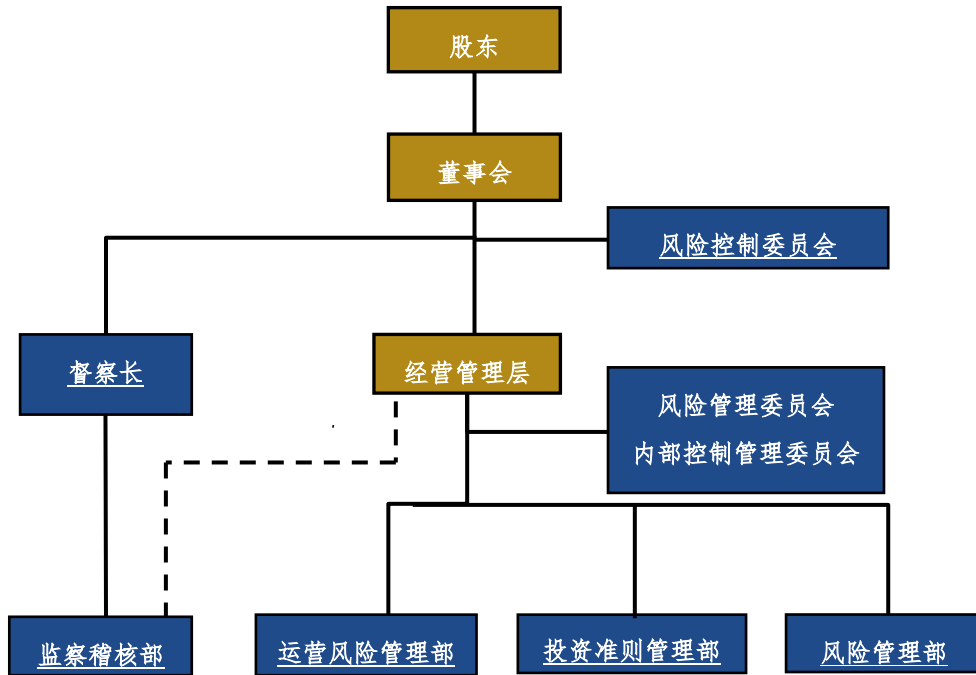 股东
董事会
风险控制委员会
督察长
经营管理层
风险管理委员会
内部控制管理委员会
监察稽核部
运营风险管理部
投资准则管理部
风险管理部